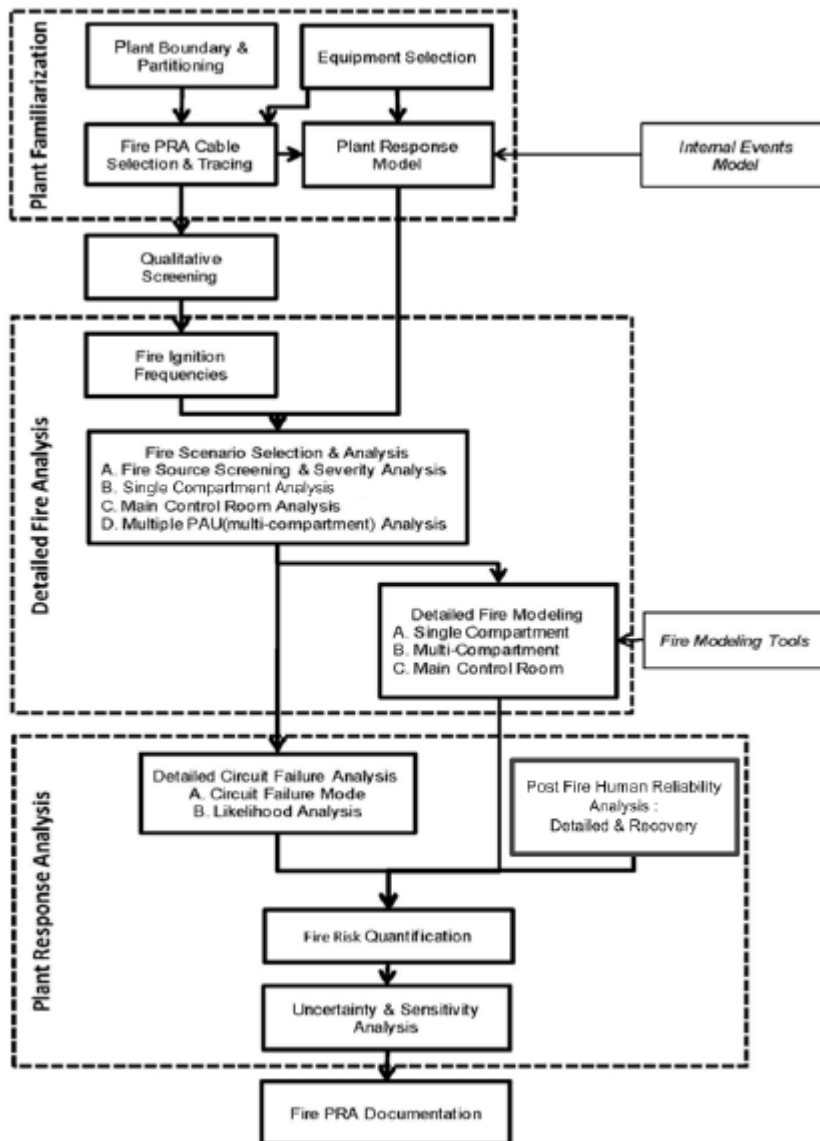 Plant Familiarization
Plant Boundary &
Partitioning
Equipment Selection
Fire PRA Cable
Selection & Tracing
Plant Response
Model
Internal Events
Model
Qualitative
Screening
Detailed Fire Analysis
Fire Ignition
Frequencies
Fire Scenario Selection & Analysis
A. Fire Source Screening & Severity Analysis
B. Single Compartment Analysis
C. Main Control Room Analysis
D. Multiple PAU(multi-compartment) Analysis
Detailed Fire Modeling
A. Single Compartment
B. Multi-Compartment
C. Main Control Room
Fire Modeling Tools
Plant Response Analysis
Detailed Circuit Failure Analysis
A. Circuit Failure Mode
B. Likelihood Analysis
Post Fire Human Reliability
Analysis :
Detailed & Recovery
Fire Risk Quantification
Uncertainty & Sensitivity
Analysis
Fire PRA Documentation